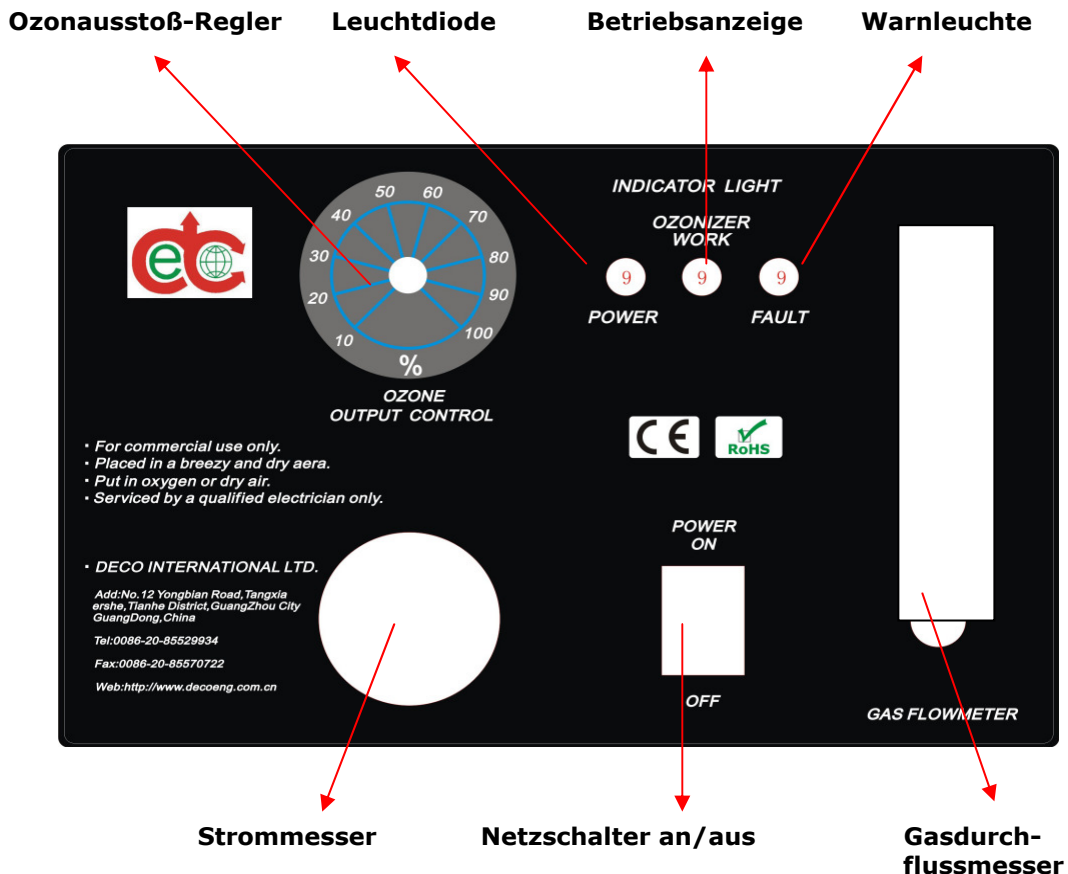 Ozonausstoß-Regler
Leuchtdiode
Betriebsanzeige
Warnleuchte
etc
50 60
40 70
30 80
20 90
10 100
%
OZONE
OUTPUT CONTROL
INDICATOR LIGHT
OZONIZER
WORK
9 9 9
POWER FAULT
CE
RoHS
· For commercial use only.
· Placed in a breezy and dry aera.
· Put in oxygen or dry air.
· Serviced by a qualified electrician only.
· DECO INTERNATIONAL LTD.
Add:No.12 Yongbian Road,Tangxia
ershe,Tianhe District,GuangZhou City
GuangDong,China
Tel:0086-20-85529934
Fax:0086-20-85570722
Web:http://www.decoeng.com.cn
POWER
ON
OFF
GAS FLOWMETER
Strommesser
Netzschalter an/aus
Gasdurch-
flussmesser